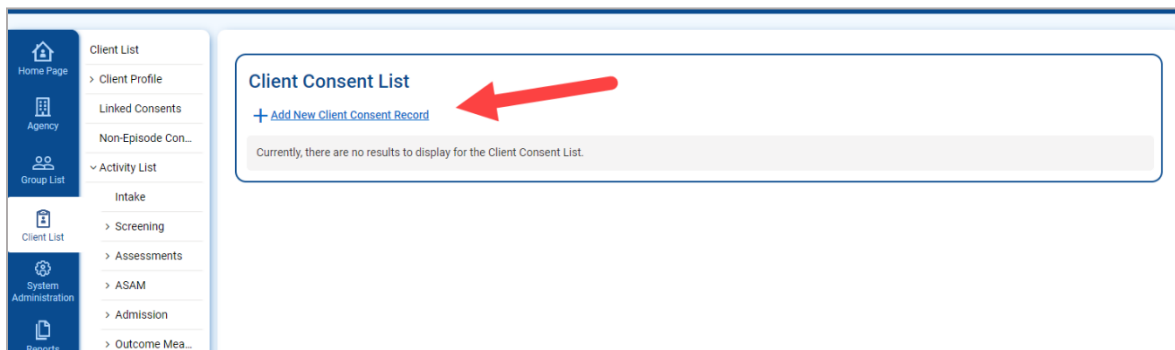 Home Page
Agency
Group List
Client List
System
Administration
Reports
Client List
Client Profile
Linked Consents
Non-Episode Con...
Activity List
Intake
Screening
Assessments
ASAM
Admission
Outcome Mea...
Client Consent List
Add New Client Consent Record
Currently, there are no results to display for the Client Consent List.